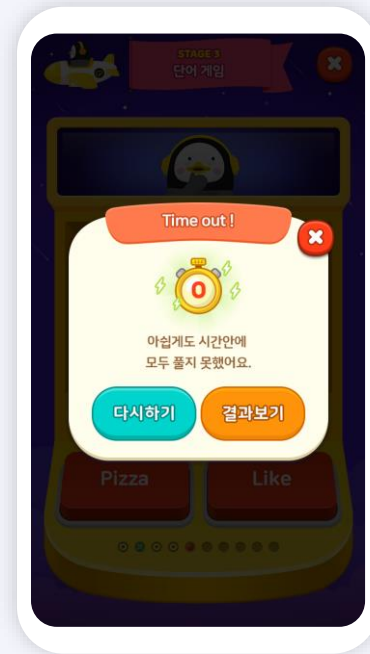 STAGE 3
단어 게임
Time out !
0
아쉽게도 시간안에
모두 풀지 못했어요.
다시하기
결과보기
Pizza
Like